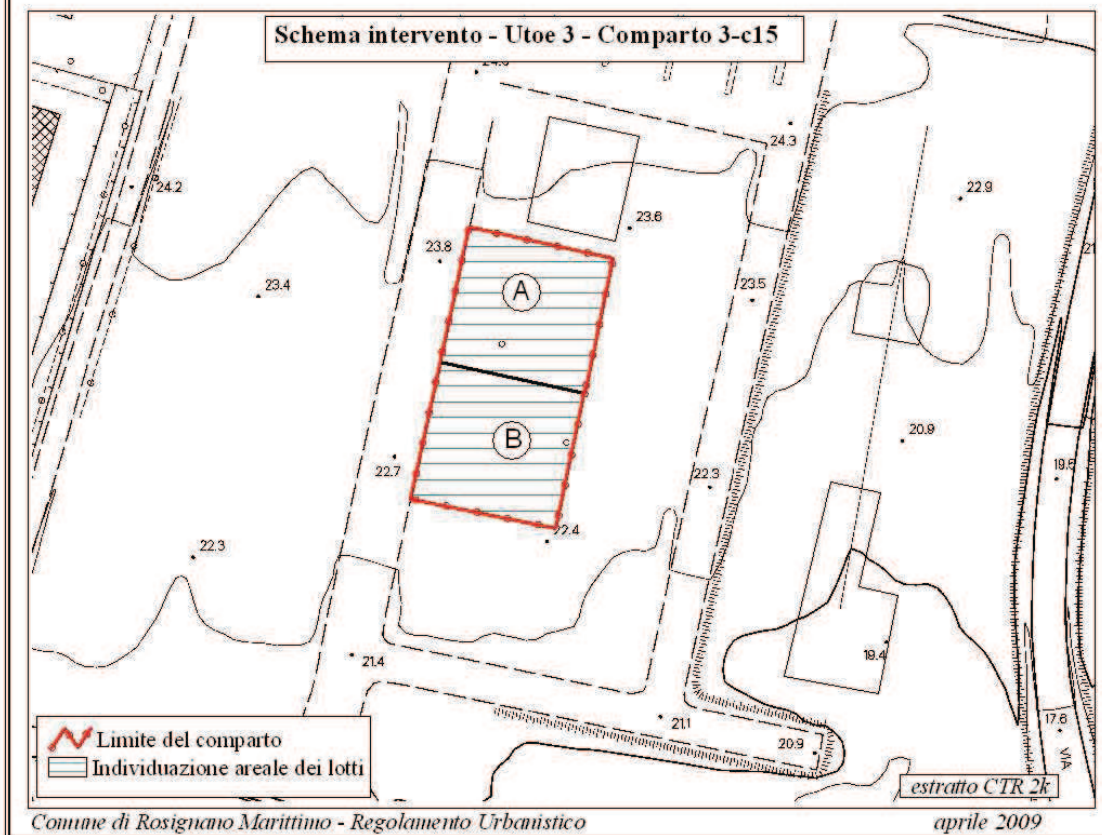 Schema intervento - Utoe 3 - Comparto 3-c15
24.3
24.2
22.9
23.6
23.8
23.4
23.5
A
B
20.9
22.7
22.3
19.6
22.4
22.3
19.4
21.4
21.1
17.6
20.9
VIA
Limite del comparto
Individuazione areale dei lotti
estratto CTR 2k
Comune di Rosignano Marittimo - Regolamento Urbanistico
aprile 2009